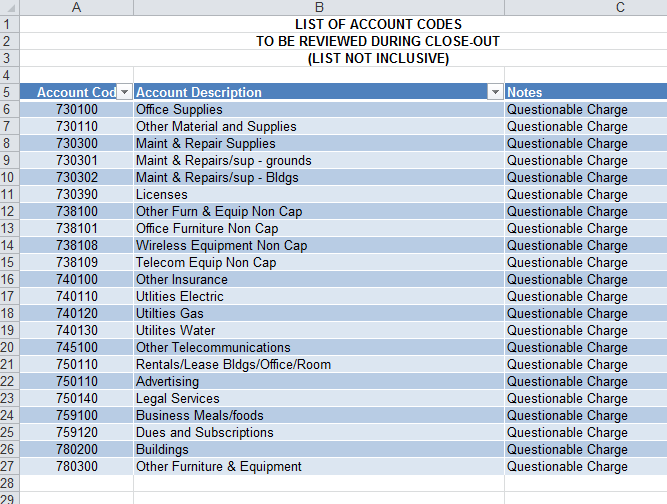 A B C
1 LIST OF ACCOUNT CODES
2 TO BE REVIEWED DURING CLOSE-OUT
3 (LIST NOT INCLUSIVE)
4
5 Account Cod Account Description Notes
6 730100 Office Supplies Questionable Charge
7 730110 Other Material and Supplies Questionable Charge
8 730300 Maint & Repair Supplies Questionable Charge
9 730301 Maint & Repairs/sup - grounds Questionable Charge
10 730302 Maint & Repairs/sup - Bldgs Questionable Charge
11 730390 Licenses Questionable Charge
12 738100 Other Furn & Equip Non Cap Questionable Charge
13 738101 Office Furniture Non Cap Questionable Charge
14 738108 Wireless Equipment Non Cap Questionable Charge
15 738109 Telecom Equip Non Cap Questionable Charge
16 740100 Other Insurance Questionable Charge
17 740110 Utlities Electric Questionable Charge
18 740120 Utilties Gas Questionable Charge
19 740130 Utilites Water Questionable Charge
20 745100 Other Telecommunications Questionable Charge
21 750110 Rentals/Lease Bldgs/Office/Room Questionable Charge
22 750110 Advertising Questionable Charge
23 750140 Legal Services Questionable Charge
24 759100 Business Meals/foods Questionable Charge
25 759120 Dues and Subscriptions Questionable Charge
26 780200 Buildings Questionable Charge
27 780300 Other Furniture & Equipment Questionable Charge
28
29